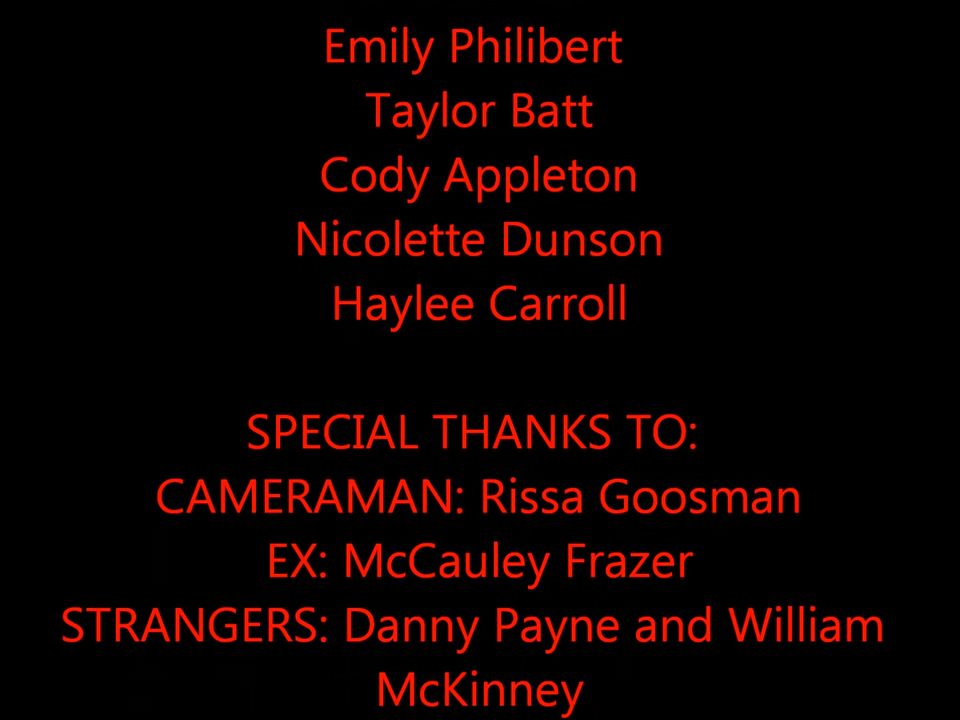 Emily Philibert
Taylor Batt
Cody Appleton
Nicolette Dunson
Haylee Carroll
SPECIAL THANKS TO:
CAMERAMAN: Rissa Goosman
EX: McCauley Frazer
STRANGERS: Danny Payne and William
McKinney